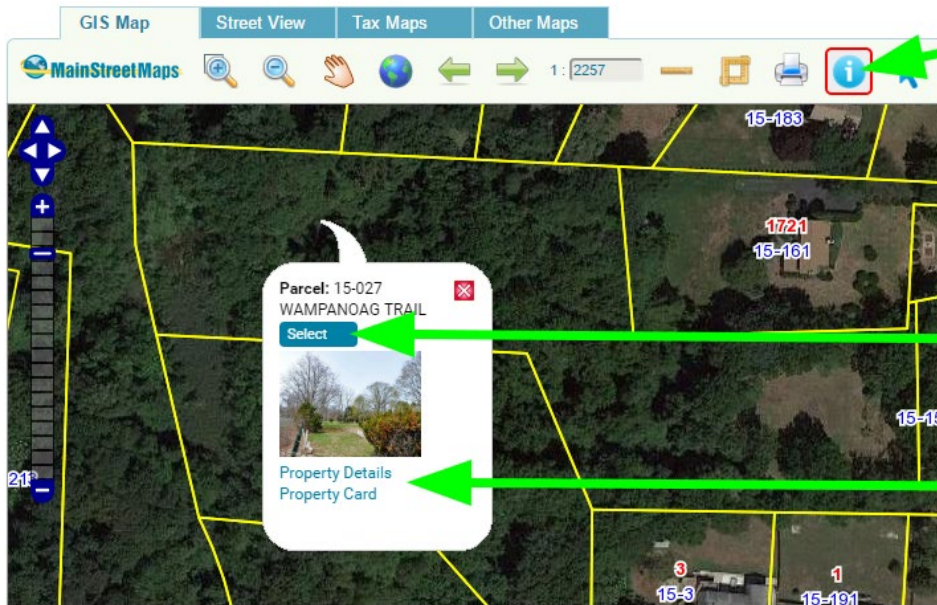 GIS Map
Street View
Tax Maps
Other Maps
MainStreetMaps
1: 2257
15-183
1721
15-161
Parcel: 15-027
WAMPANOAG TRAIL
Select
Property Details
Property Card
3
15-3
1
15-191